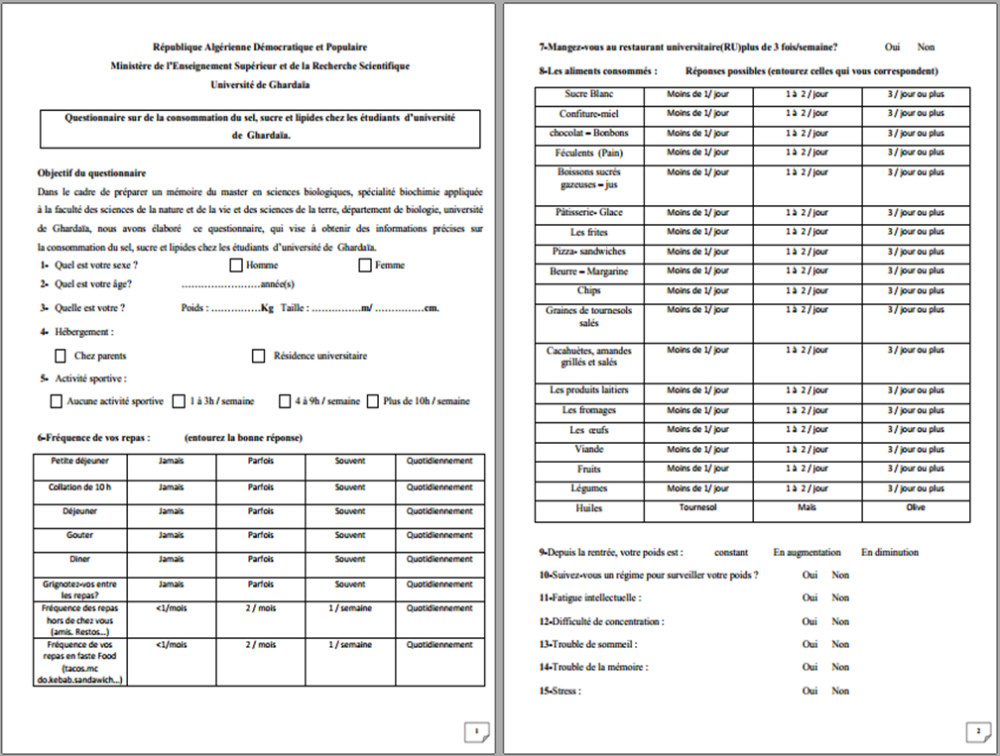 République Algérienne Démocratique et Populaire
Ministère de l'Enseignement Supérieur et de la Recherche Scientifique
Université de Ghardaïa
Questionnaire sur de la consommation du sel, sucre et lipides chez les étudiants d'université
de Ghardaïa.
Objectif du questionnaire
Dans le cadre de préparer un mémoire du master en sciences biologiques, spécialité biochimie appliquée
à la faculté des sciences de la nature et de la vie et des sciences de la terre, département de biologie, université
de Ghardaïa, nous avons élaboré ce questionnaire, qui vise à obtenir des informations précises sur
la consommation du sel, sucre et lipides chez les étudiants d'université de Ghardaïa.
1- Quel est votre sexe ? Homme Femme
2- Quel est votre âge? ........................année(s)
3- Quelle est votre ? Poids : ..............Kg Taille : ..............m/ ..............cm.
4- Hébergement :
Chez parents Résidence universitaire
5- Activité sportive :
Aucune activité sportive 1 à 3h / semaine 4 à 9h / semaine Plus de 10h / semaine
6-Fréquence de vos repas : (entourez la bonne réponse)
Petite déjeuner Jamais Parfois Souvent Quotidiennement
Collation de 10 h Jamais Parfois Souvent Quotidiennement
Déjeuner Jamais Parfois Souvent Quotidiennement
Gouter Jamais Parfois Souvent Quotidiennement
Diner Jamais Parfois Souvent Quotidiennement
Grignotez-vos entre Jamais Parfois Souvent Quotidiennement
les repas?
Fréquence des repas <1/mois 2 / mois 1 / semaine Quotidiennement
hors de chez vous
(amis. Restos...)
Fréquence de vos <1/mois 2 / mois 1 / semaine Quotidiennement
repas en faste Food
(tacos.mc
do.kebab.sandawich...)
1
7-Mangez-vous au restaurant universitaire(RU)plus de 3 fois/semaine? Oui Non
8-Les aliments consommés : Réponses possibles (entourez celles qui vous correspondent)
Sucre Blanc Moins de 1/ jour 1 à 2 / jour 3 / jour ou plus
Confiture-miel Moins de 1/ jour 1 à 2 / jour 3 / jour ou plus
chocolat – Bonbons Moins de 1/ jour 1 à 2 / jour 3 / jour ou plus
Féculents (Pain) Moins de 1/ jour 1 à 2 / jour 3 / jour ou plus
Boissons sucrés Moins de 1/ jour 1 à 2 / jour 3 / jour ou plus
gazeuses – jus
Pâtisserie- Glace Moins de 1/ jour 1 à 2 / jour 3 / jour ou plus
Les frites Moins de 1/ jour 1 à 2 / jour 3 / jour ou plus
Pizza- sandwiches Moins de 1/ jour 1 à 2 / jour 3 / jour ou plus
Beurre – Margarine Moins de 1/ jour 1 à 2 / jour 3 / jour ou plus
Chips Moins de 1/ jour 1 à 2 / jour 3 / jour ou plus
Graines de tournesols Moins de 1/ jour 1 à 2 / jour 3 / jour ou plus
salés
Cacahuètes, amandes Moins de 1/ jour 1 à 2 / jour 3 / jour ou plus
grillés et salés
Les produits laitiers Moins de 1/ jour 1 à 2 / jour 3 / jour ou plus
Les fromages Moins de 1/ jour 1 à 2 / jour 3 / jour ou plus
Les œufs Moins de 1/ jour 1 à 2 / jour 3 / jour ou plus
Viande Moins de 1/ jour 1 à 2 / jour 3 / jour ou plus
Fruits Moins de 1/ jour 1 à 2 / jour 3 / jour ou plus
Légumes Moins de 1/ jour 1 à 2 / jour 3 / jour ou plus
Huiles Tournesol Maïs Olive
9-Depuis la rentrée, votre poids est : constant En augmentation En diminution
10-Suivez-vous un régime pour surveiller votre poids ? Oui Non
11-Fatigue intellectuelle : Oui Non
12-Difficulté de concentration : Oui Non
13-Trouble de sommeil : Oui Non
14-Trouble de la mémoire : Oui Non
15-Stress : Oui Non
2